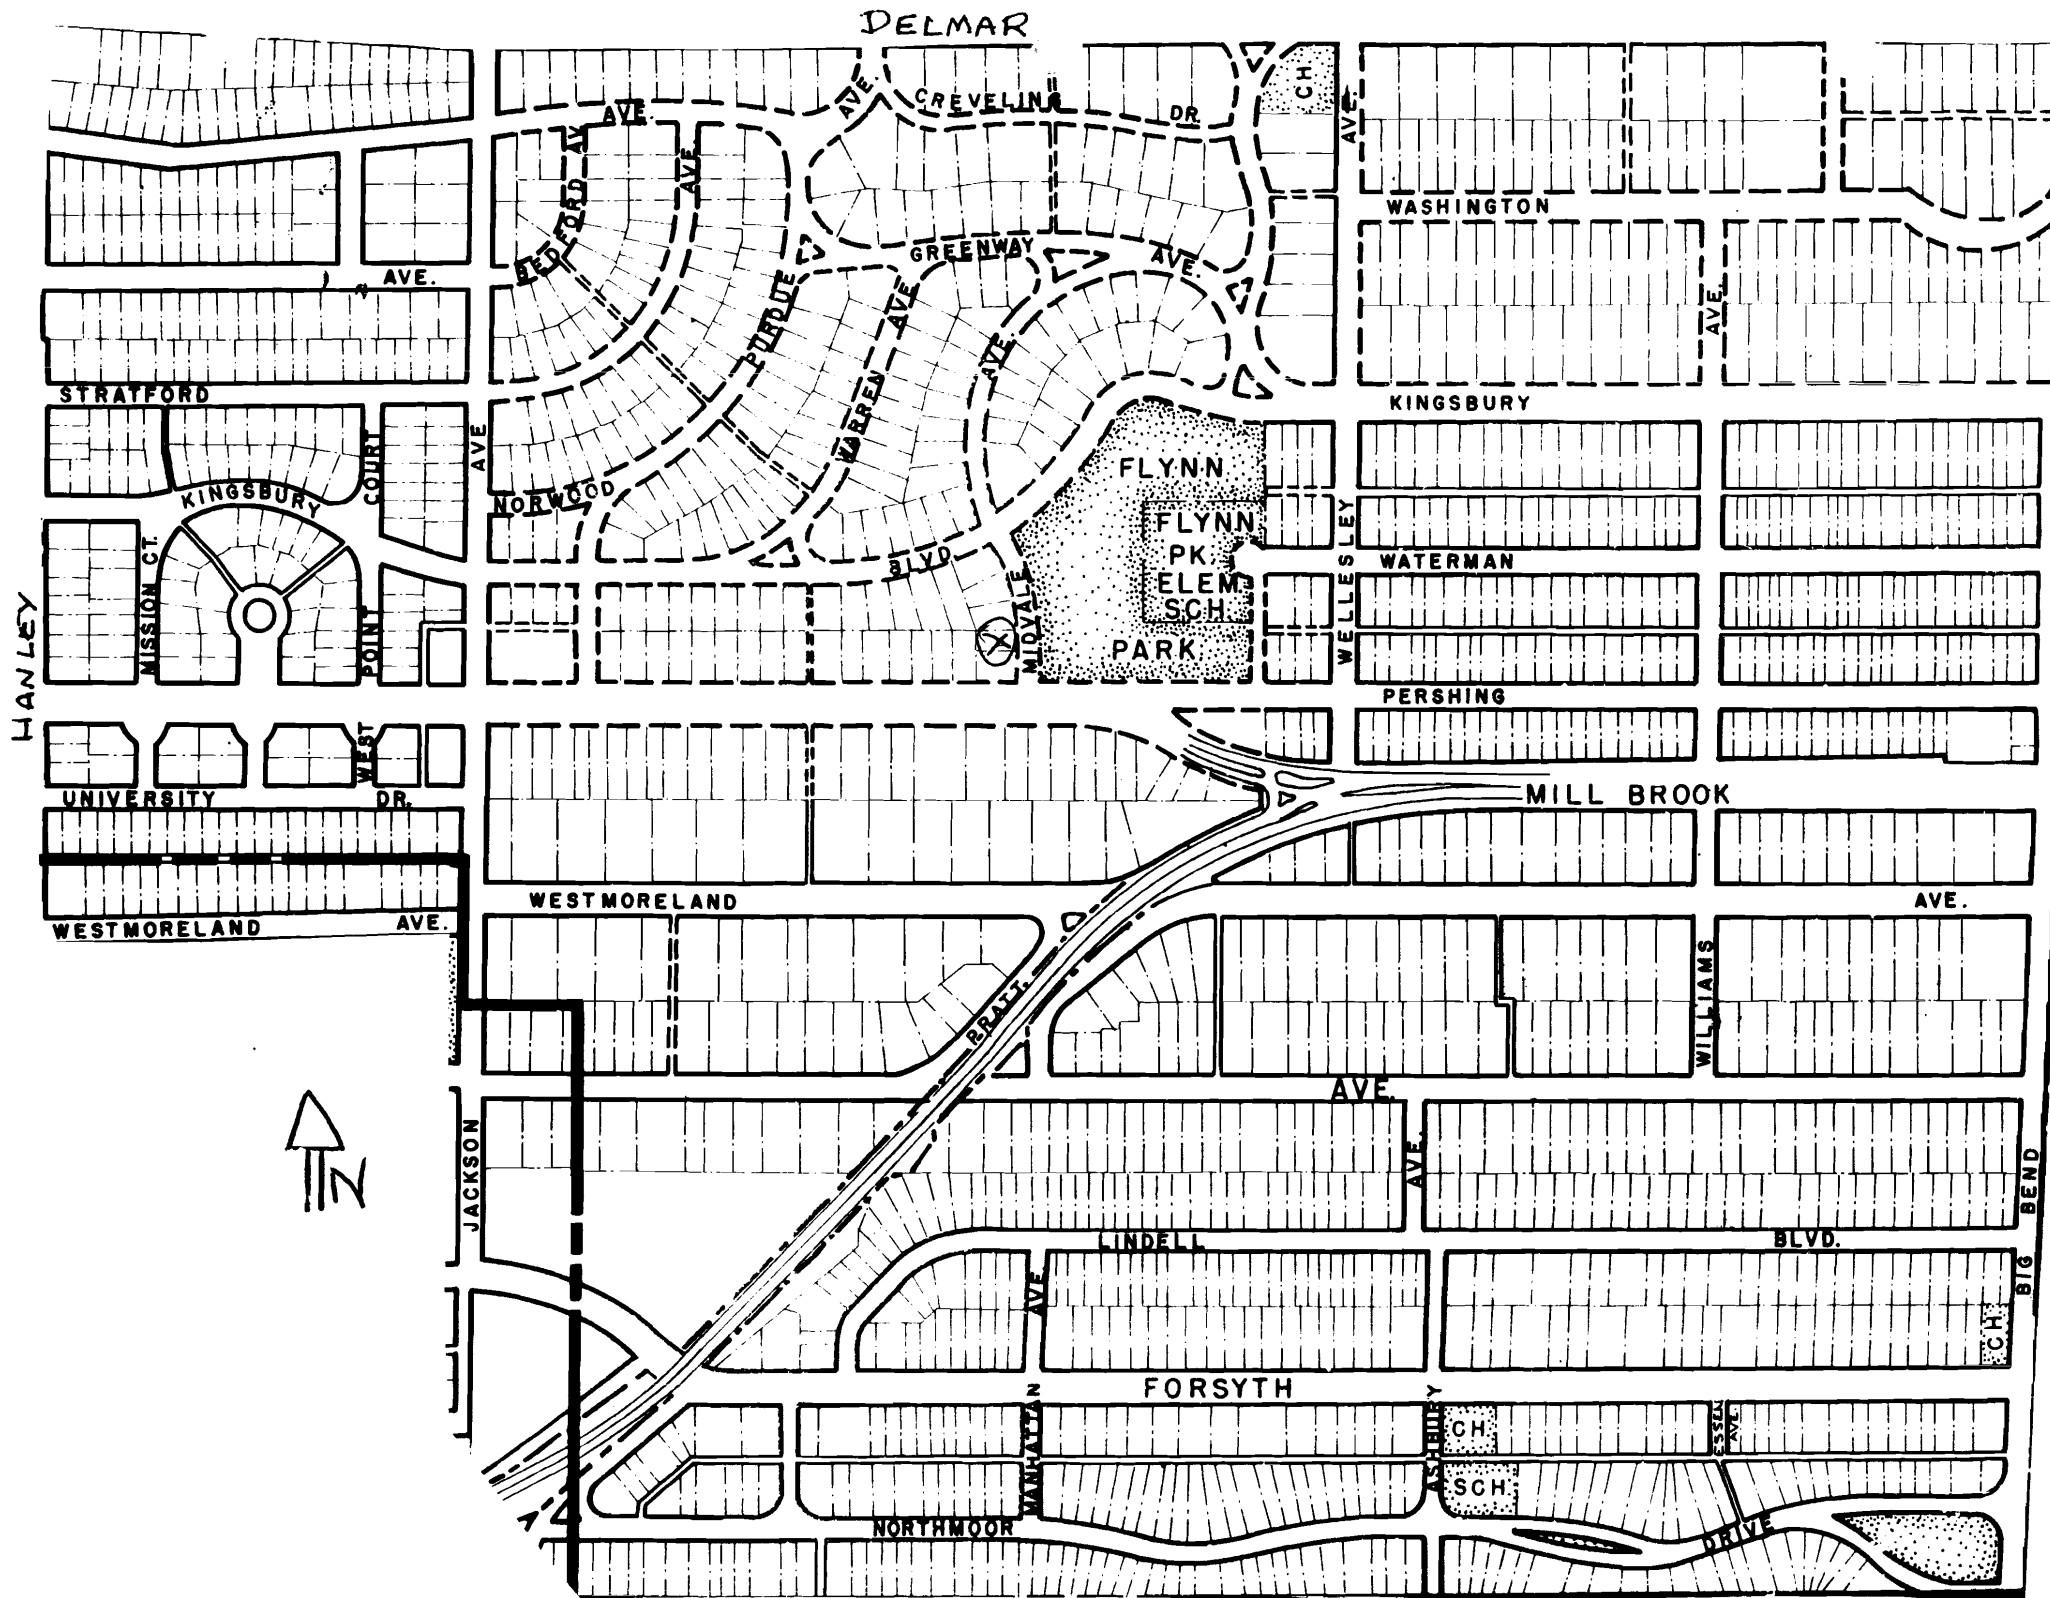 DELMAR
AVE.
CREVELING
DR.
CH
AVE.
AVE.
BEDFORD AV
AVE.
WASHINGTON
GREENWAY
AVE.
AVE.
PURDUE
AVE.
AVE.
AVE.
STRATFORD
WARREN
KINGSBURY
COURT
AVE
KINGSBURY
NORWOOD
FLYNN
FLYNN
PK.
ELEM.
SCH.
PARK
WELLESLEY
WATERMAN
BLVD
MISSION CT.
MIDVALE
HANLEY
X
WEST POINT
PERSHING
UNIVERSITY
DR.
MILL BROOK
WESTMORELAND
AVE.
WESTMORELAND
AVE.
WILLIAMS
PRATT
AVE.
N
JACKSON
AVE.
BIG BEND
LINDELL
BLVD.
AVE.
CH
FORSYTH
MANHATTAN
ASHBURY
CH
ESSEX
AVE
SCH
NORTHMOOR
DRIVE